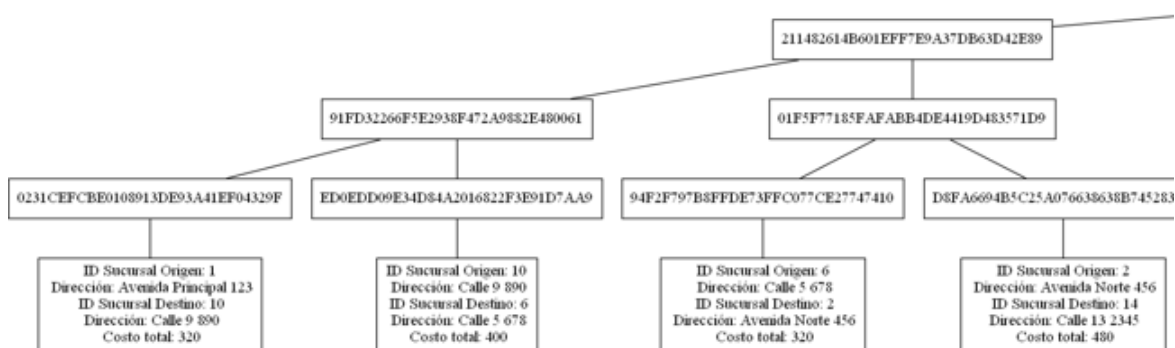 211482614B601EFF7E9A37DB63D42E89
91FD32266F5E2938F472A9882E480061
01F5F77185FAFABB4DE4419D483571D9
0231CEFCBE0108913DE93A41EF04329F
ED0EDD09E34D84A2016822F3E91D7AA9
94F2F797B8FFDE73FFC077CE27747410
D8FA6694B5C25A076638638B745283
ID Sucursal Origen: 1
Dirección: Avenida Principal 123
ID Sucursal Destino: 10
Dirección: Calle 9 890
Costo total: 320
ID Sucursal Origen: 10
Dirección: Calle 9 890
ID Sucursal Destino: 6
Dirección: Calle 5 678
Costo total: 400
ID Sucursal Origen: 6
Dirección: Calle 5 678
ID Sucursal Destino: 2
Dirección: Avenida Norte 456
Costo total: 320
ID Sucursal Origen: 2
Dirección: Avenida Norte 456
ID Sucursal Destino: 14
Dirección: Calle 13 2345
Costo total: 480